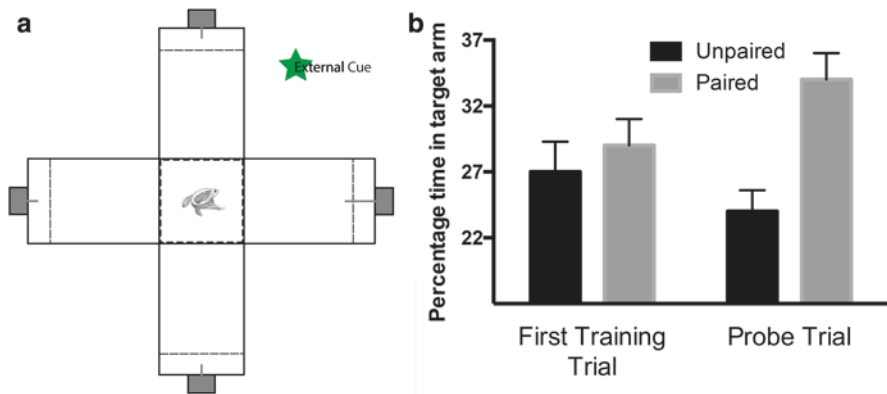 a
External Cue
b
Percentage time in target arm
37
32
27
22
Unpaired
Paired
First Training
Trial
Probe Trial